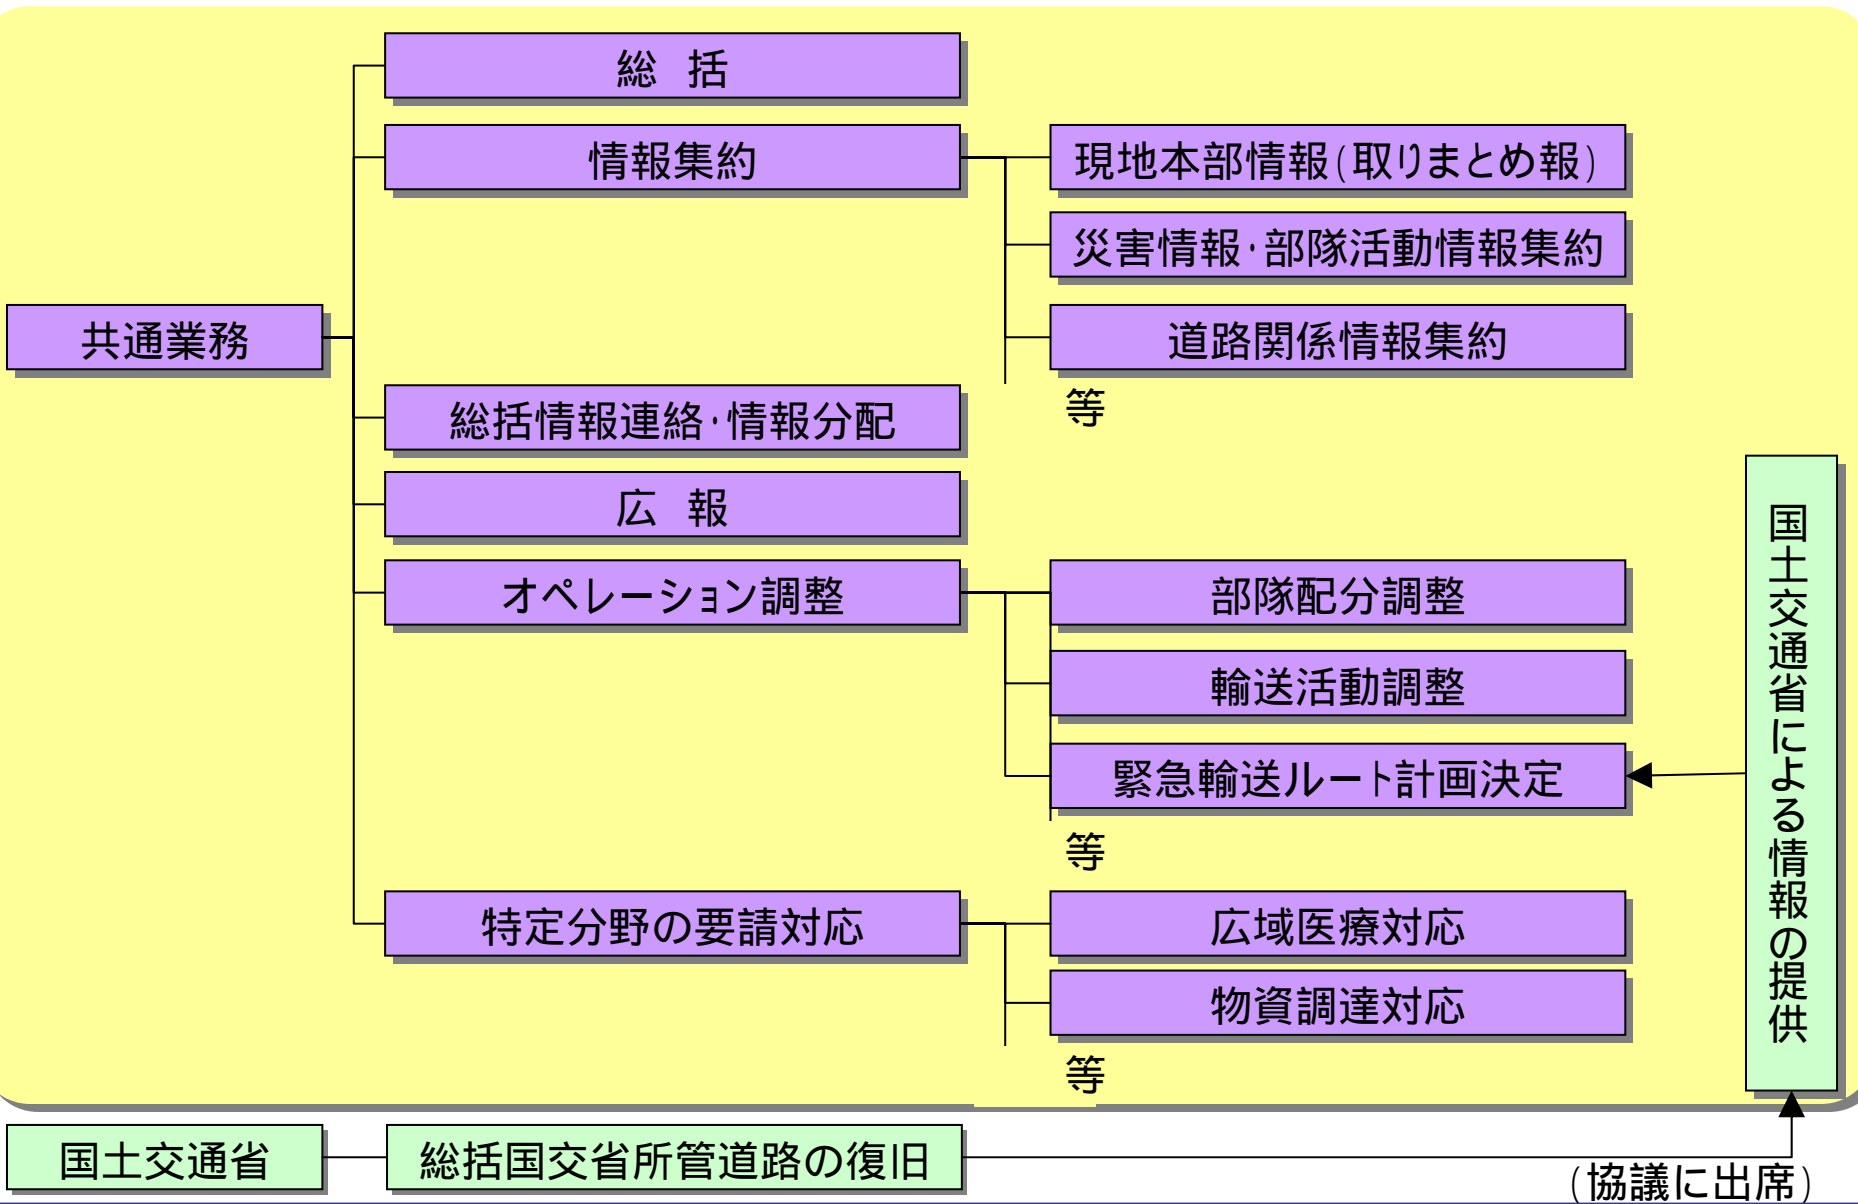 総 括
情報集約
現地本部情報(取りまとめ報)
災害情報・部隊活動情報集約
道路関係情報集約
等
共通業務
総括情報連絡・情報分配
広 報
オペレーション調整
部隊配分調整
輸送活動調整
緊急輸送ルート計画決定
等
特定分野の要請対応
広域医療対応
物資調達対応
等
国土交通省による情報の提供
国土交通省
総括国交省所管道路の復旧
(協議に出席)